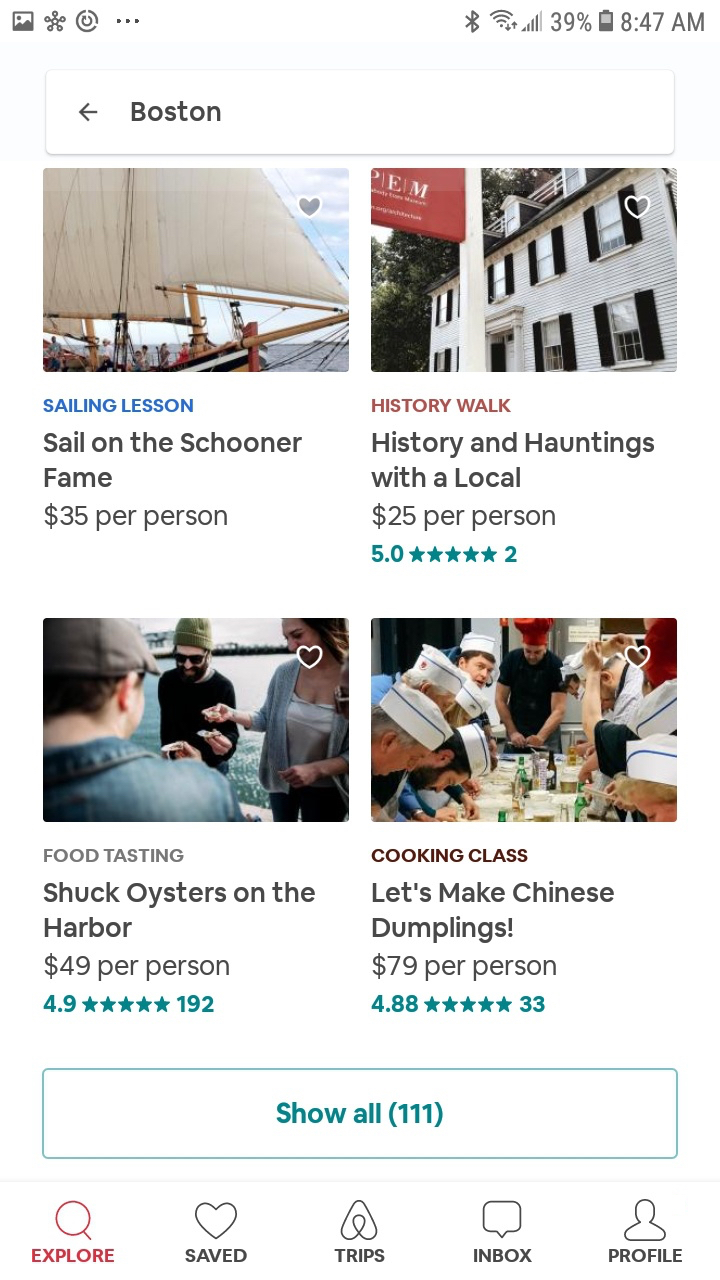 39% 8:47 AM
Boston
P|E|M
SAILING LESSON
Sail on the Schooner
Fame
$35 per person
HISTORY WALK
History and Hauntings
with a Local
$25 per person
5.0 ★★★★★ 2
FOOD TASTING
Shuck Oysters on the
Harbor
$49 per person
4.9 ★★★★★ 192
COOKING CLASS
Let's Make Chinese
Dumplings!
$79 per person
4.88 ★★★★★ 33
Show all (111)
EXPLORE
SAVED
TRIPS
INBOX
PROFILE